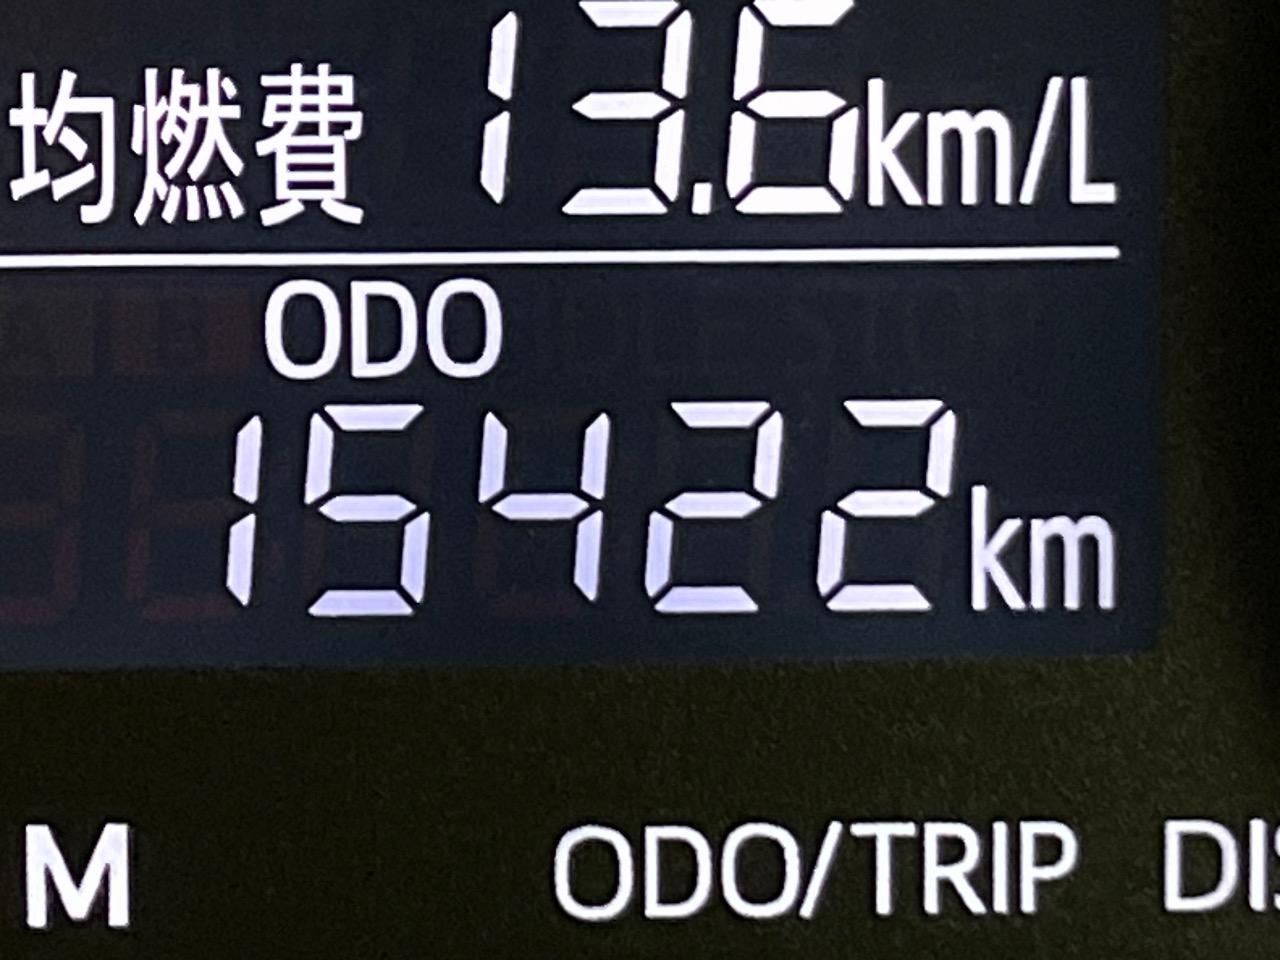 均燃費 13.6km/L
ODO
15422km
M ODO/TRIP